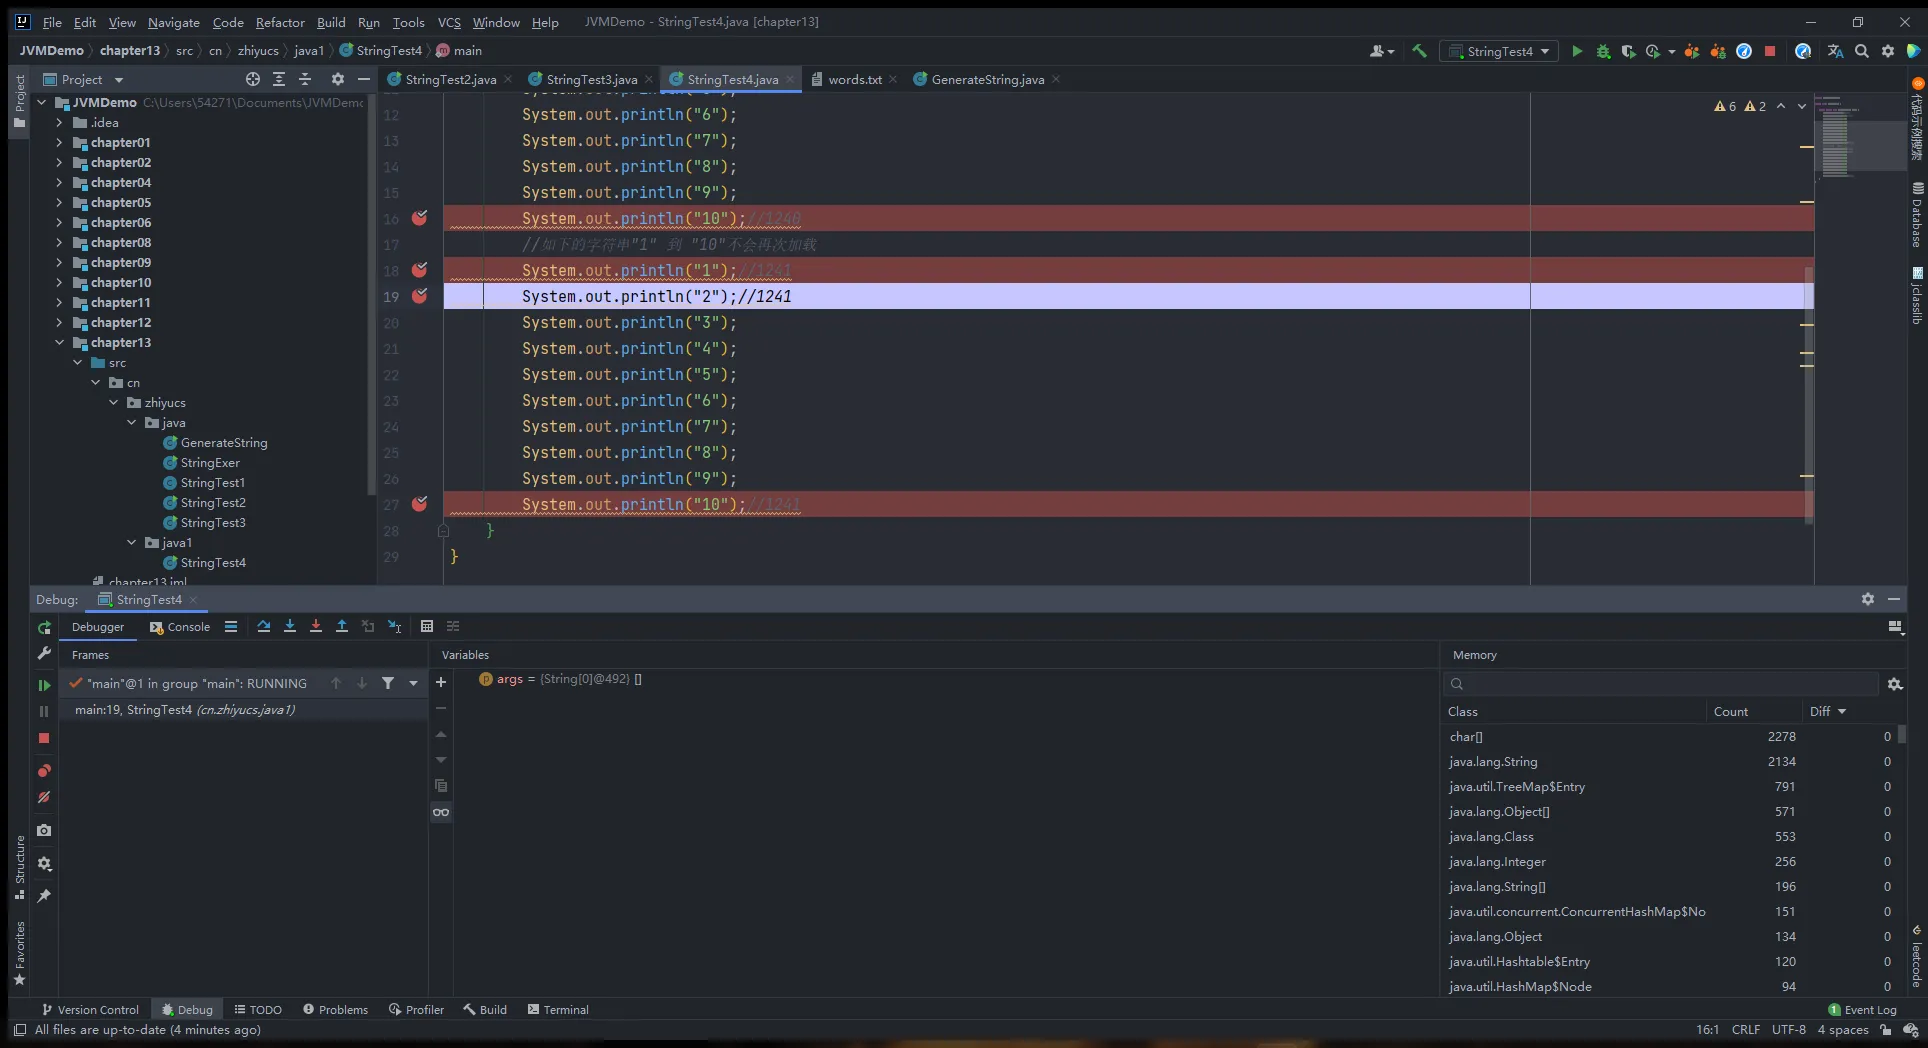 File Edit View Navigate Code Refactor Build Run Tools VCS Window Help JVMDemo - StringTest4.java [chapter13]
JVMDemo chapter13 src cn zhiyucs java1 StringTest4 main
StringTest4
Project
StringTest2.java StringTest3.java StringTest4.java words.txt GenerateString.java
Project
JVMDemo C:\Users\54271\Documents\JVMDemo
.idea
chapter01
chapter02
chapter04
chapter05
chapter06
chapter08
chapter09
chapter10
chapter11
chapter12
chapter13
src
cn
zhiyucs
java
GenerateString
StringExer
StringTest1
StringTest2
StringTest3
java1
StringTest4
chapter13.iml
6 2
12 System.out.println("6");
13 System.out.println("7");
14 System.out.println("8");
15 System.out.println("9");
16 System.out.println("10");//1240
17 //如下的字符串"1" 到 "10"不会再次加载
18 System.out.println("1");//1241
19 System.out.println("2");//1241
20 System.out.println("3");
21 System.out.println("4");
22 System.out.println("5");
23 System.out.println("6");
24 System.out.println("7");
25 System.out.println("8");
26 System.out.println("9");
27 System.out.println("10");//1241
28 }
29 }
代码示例搜索
Database
jclasslib
leetcode
Debug: StringTest4
Debugger Console
Frames
"main"@1 in group "main": RUNNING
main:19, StringTest4 (cn.zhiyucs.java1)
Variables
args = {String[0]@492} []
Memory
Class Count Diff
char[] 2278 0
java.lang.String 2134 0
java.util.TreeMap$Entry 791 0
java.lang.Object[] 571 0
java.lang.Class 553 0
java.lang.Integer 256 0
java.lang.String[] 196 0
java.util.concurrent.ConcurrentHashMap$No 151 0
java.lang.Object 134 0
java.util.Hashtable$Entry 120 0
java.util.HashMap$Node 94 0
Structure
Favorites
Version Control Debug TODO Problems Profiler Build Terminal 1 Event Log
All files are up-to-date (4 minutes ago) 16:1 CRLF UTF-8 4 spaces